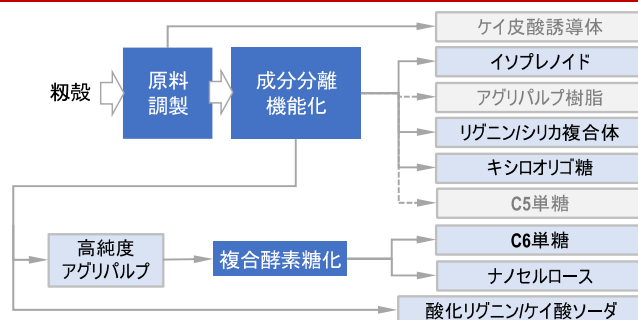 ケイ皮酸誘導体
イソプレノイド
籾殻
原料
調製
成分分離
機能化
アグリパルプ樹脂
リグニン/シリカ複合体
キシロオリゴ糖
C5単糖
高純度
アグリパルプ
複合酵素糖化
C6単糖
ナノセルロース
酸化リグニン/ケイ酸ソーダ